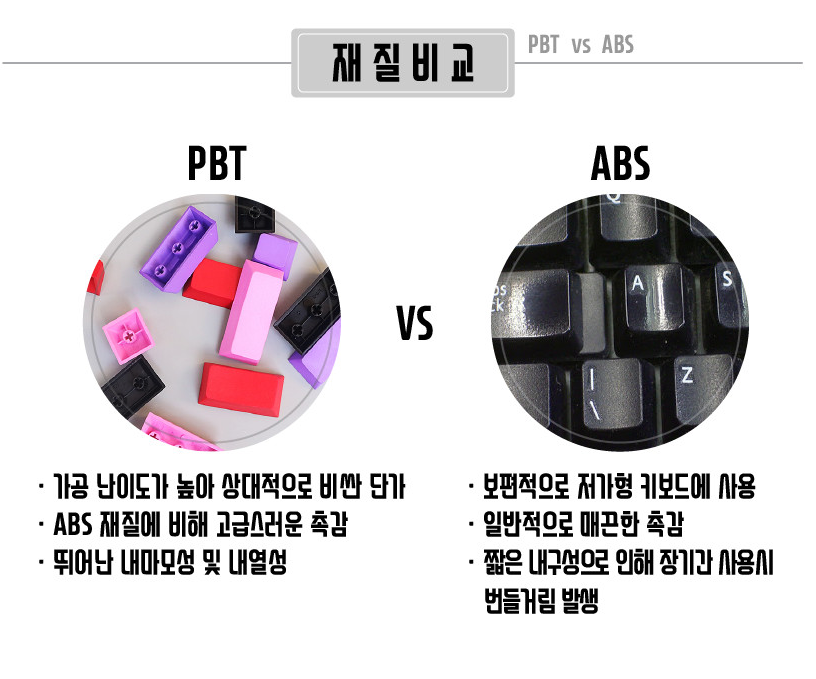 재질비교
PBT vs ABS
PBT
ABS
VS
· 가공 난이도가 높아 상대적으로 비싼 단가
· ABS 재질에 비해 고급스러운 촉감
· 뛰어난 내마모성 및 내열성
Q
A
S
ps
ck
|
\
Z
· 보편적으로 저가형 키보드에 사용
· 일반적으로 매끈한 촉감
· 짧은 내구성으로 인해 장기간 사용시
번들거림 발생